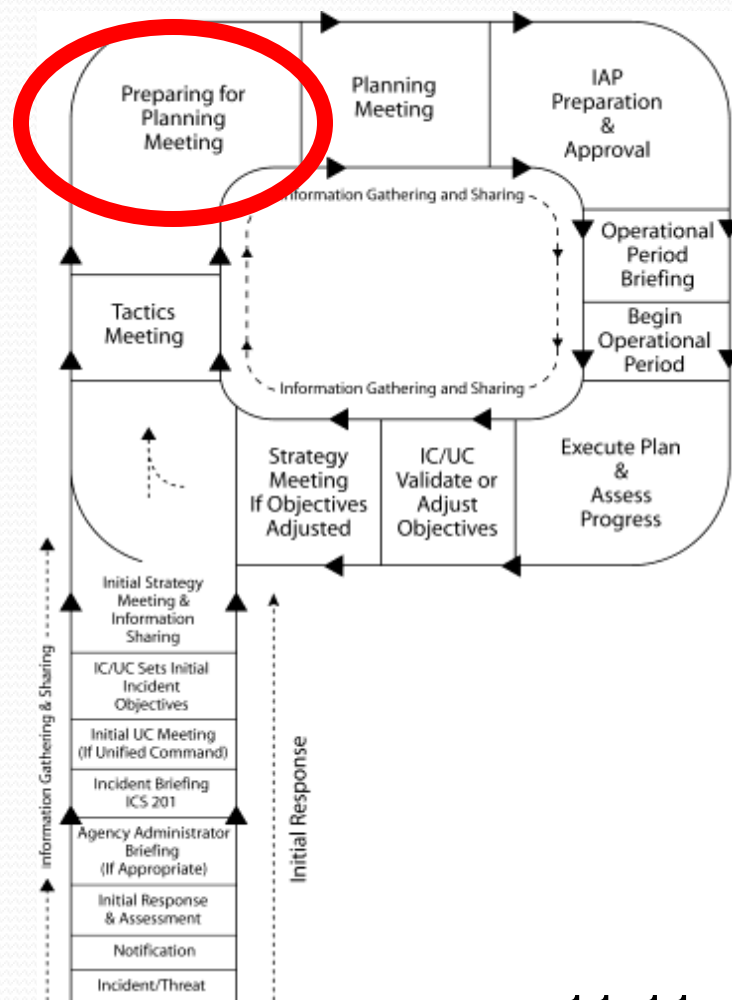 Preparing for
Planning
Meeting
Planning
Meeting
IAP
Preparation
&
Approval
Information Gathering and Sharing
Operational
Period
Briefing
Tactics
Meeting
Begin
Operational
Period
Information Gathering and Sharing
Strategy
Meeting
If Objectives
Adjusted
IC/UC
Validate or
Adjust
Objectives
Execute Plan
&
Assess
Progress
Initial Strategy
Meeting &
Information
Sharing
IC/UC Sets Initial
Incident
Objectives
Initial UC Meeting
(If Unified Command)
Incident Briefing
ICS 201
Agency Administrator
Briefing
(If Appropriate)
Initial Response
& Assessment
Notification
Incident/Threat
Information Gathering & Sharing
Initial Response